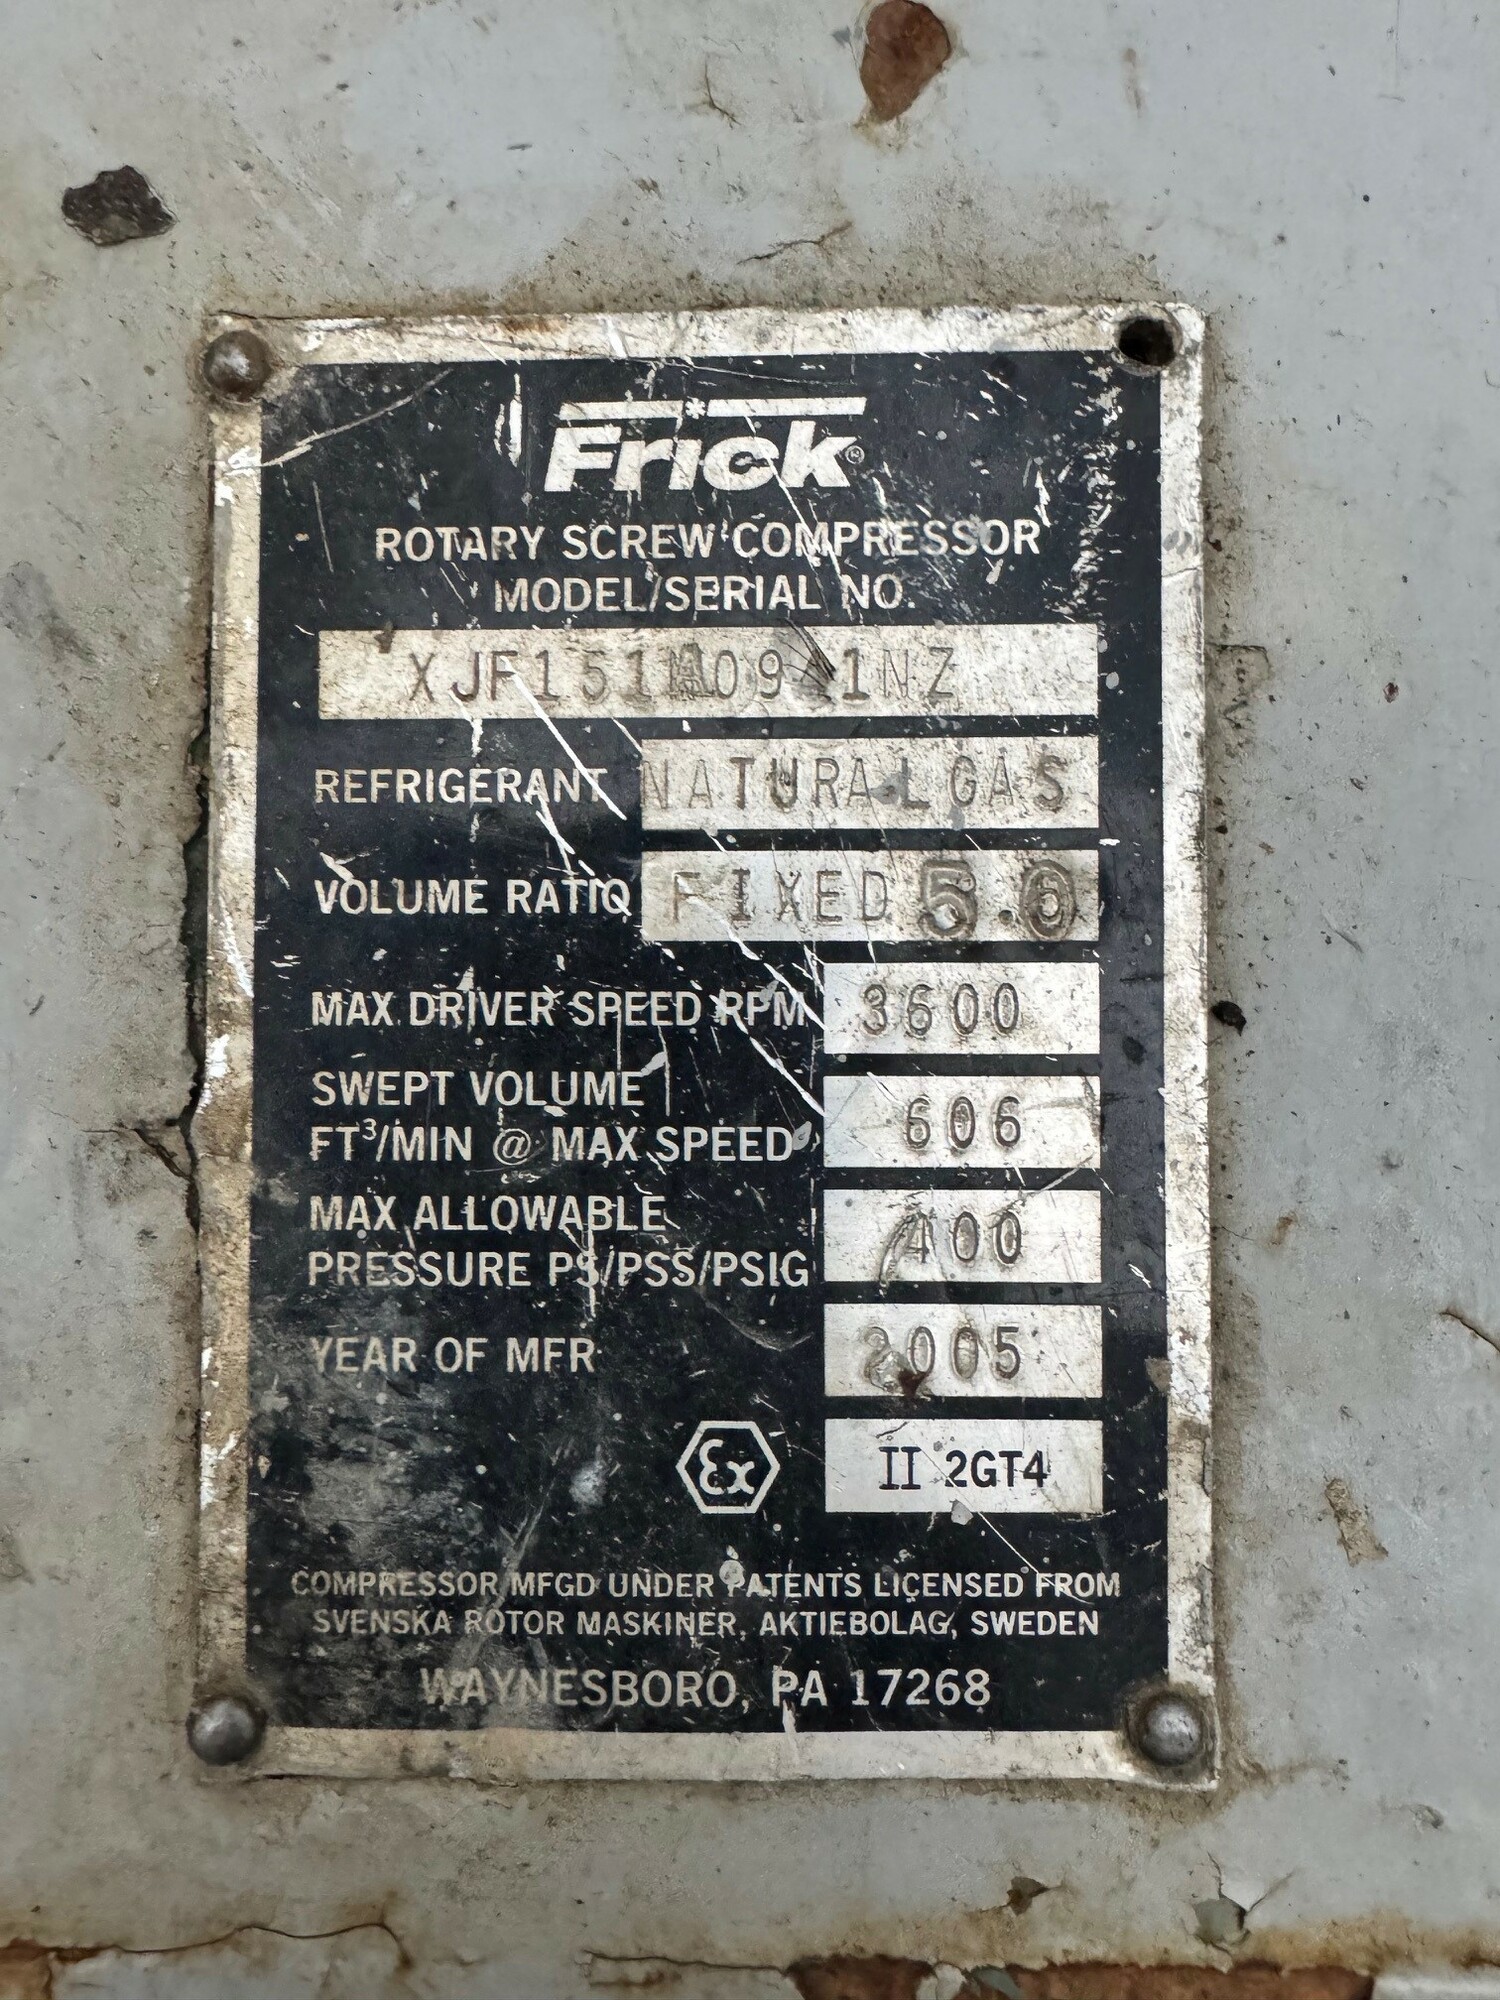 Frick®
ROTARY SCREW COMPRESSOR
MODEL/SERIAL NO.
REFRIGERANT NATURAL GAS
VOLUME RATIO FIXED 5.0
MAX DRIVER SPEED RPM 3600
SWEPT VOLUME
FT³/MIN @ MAX SPEED 606
MAX ALLOWABLE
PRESSURE PS/PSS/PSIG 400
YEAR OF MFR 2005
Ex II 2GT4
COMPRESSOR MFGD UNDER PATENTS LICENSED FROM
SVENSKA ROTOR MASKINER, AKTIEBOLAG, SWEDEN
WAYNESBORO, PA 17268